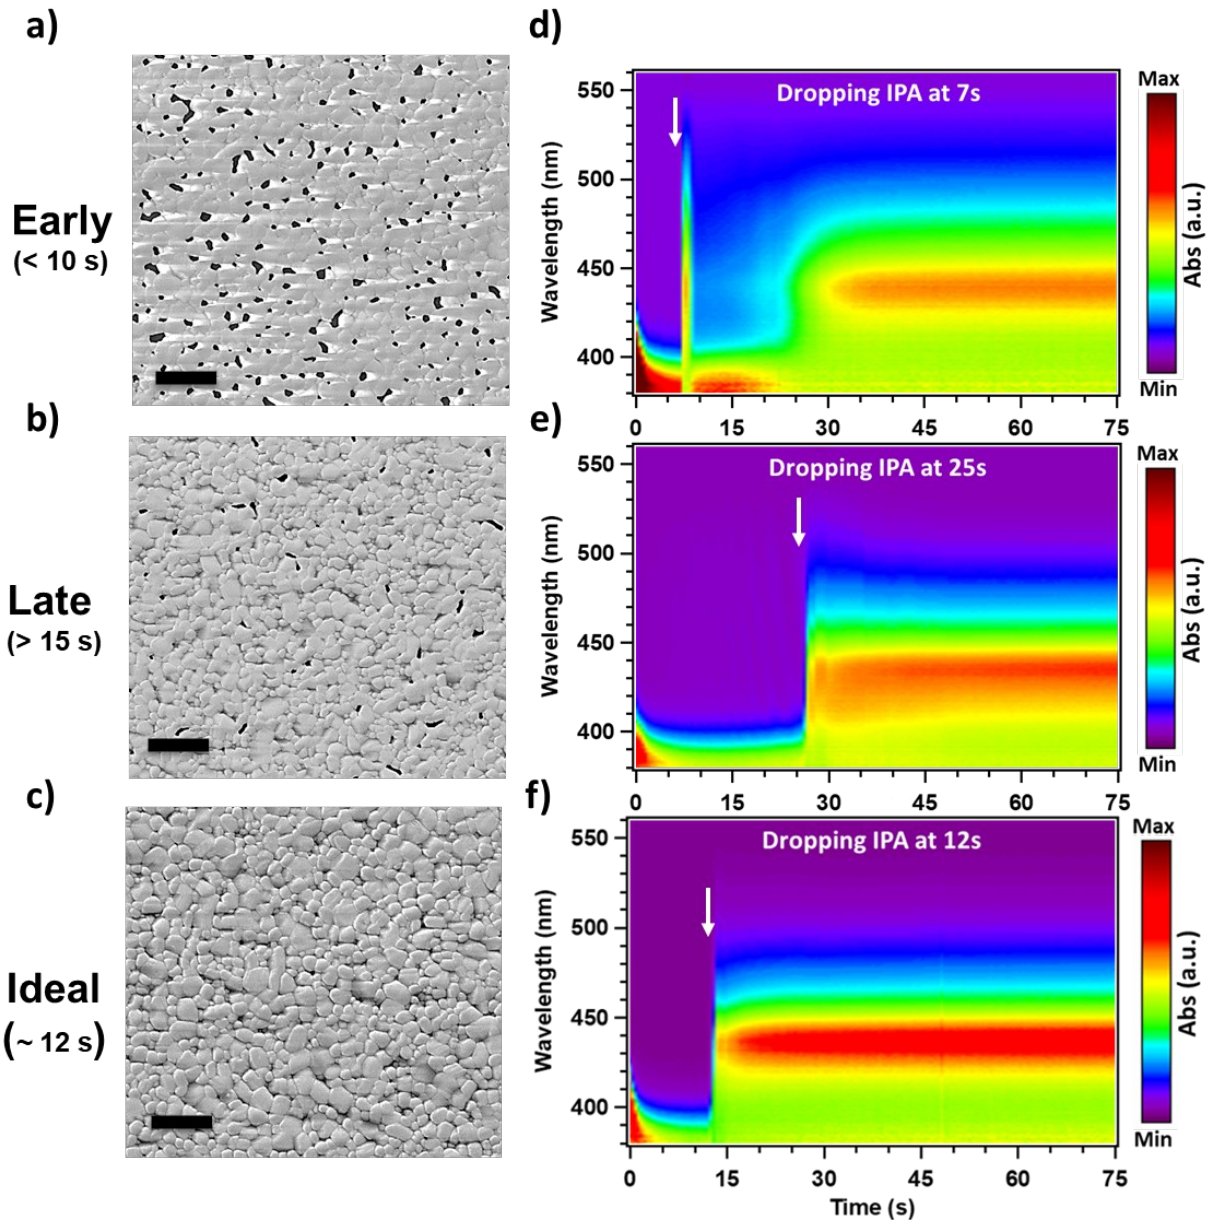 a)
Early
(< 10 s)
d)
Dropping IPA at 7s
Wavelength (nm)
550
500
450
400
0 15 30 45 60 75
Max
Abs (a.u.)
Min
b)
Late
(> 15 s)
e)
Dropping IPA at 25s
Wavelength (nm)
550
500
450
400
0 15 30 45 60 75
Max
Abs (a.u.)
Min
c)
Ideal
(~ 12 s)
f)
Dropping IPA at 12s
Wavelength (nm)
550
500
450
400
0 15 30 45 60 75
Time (s)
Max
Abs (a.u.)
Min